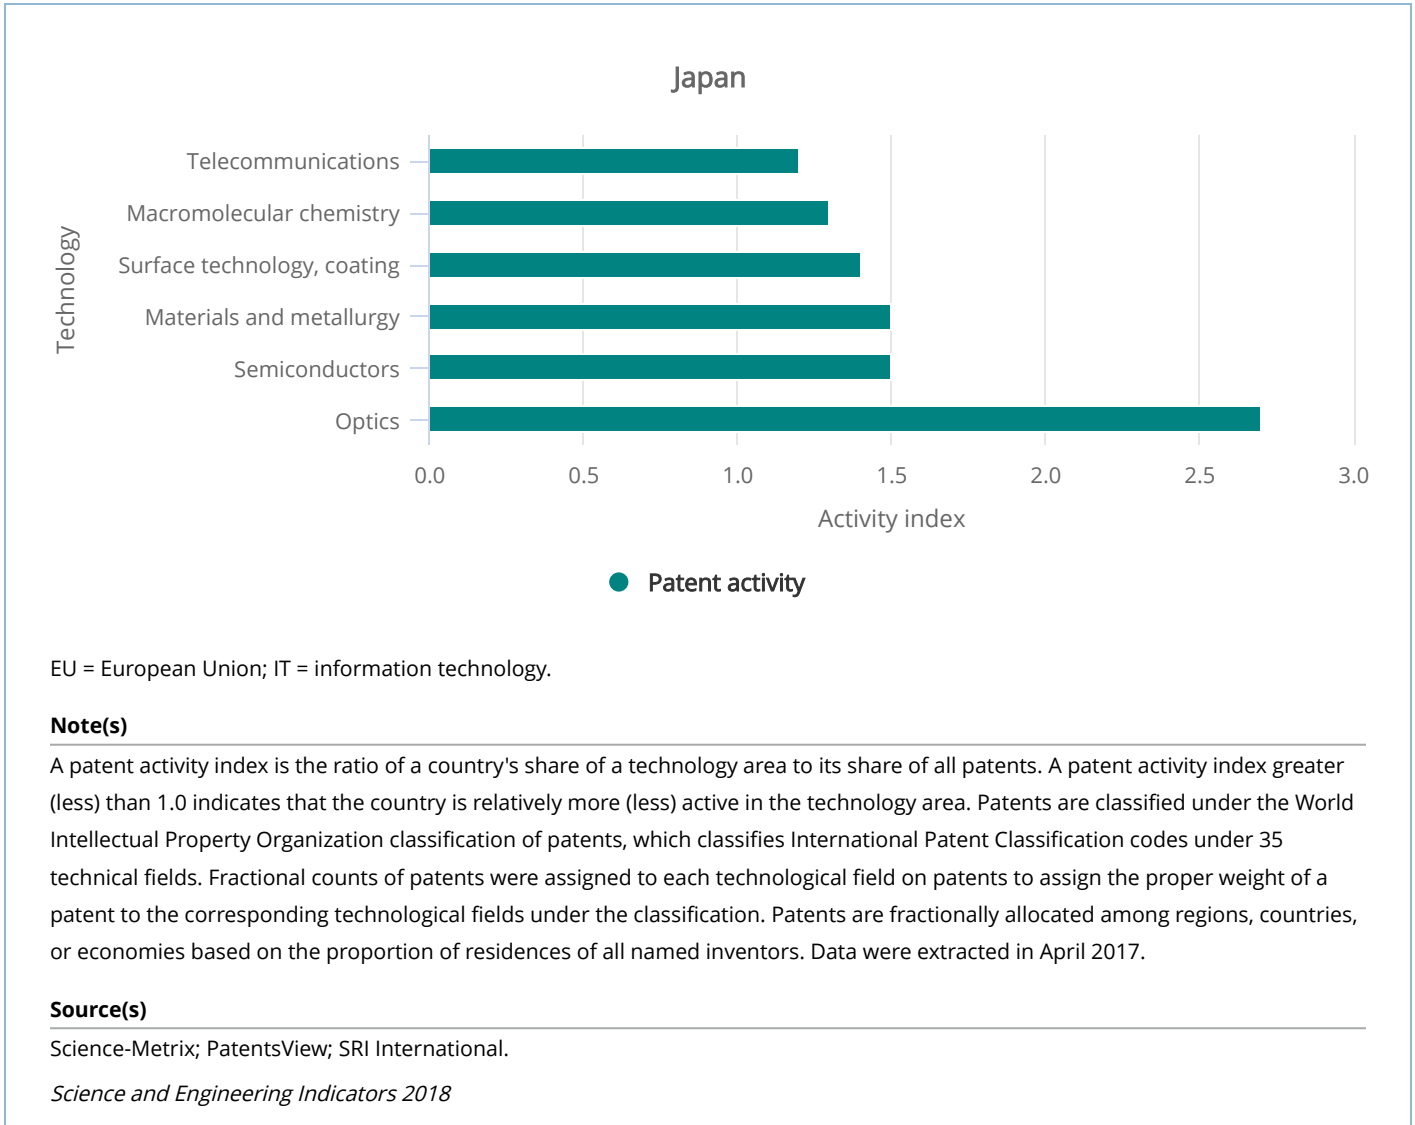 Japan
Technology
Telecommunications
Macromolecular chemistry
Surface technology, coating
Materials and metallurgy
Semiconductors
Optics
0.0 0.5 1.0 1.5 2.0 2.5 3.0
Activity index
Patent activity
EU = European Union; IT = information technology.
Note(s)
A patent activity index is the ratio of a country's share of a technology area to its share of all patents. A patent activity index greater
(less) than 1.0 indicates that the country is relatively more (less) active in the technology area. Patents are classified under the World
Intellectual Property Organization classification of patents, which classifies International Patent Classification codes under 35
technical fields. Fractional counts of patents were assigned to each technological field on patents to assign the proper weight of a
patent to the corresponding technological fields under the classification. Patents are fractionally allocated among regions, countries,
or economies based on the proportion of residences of all named inventors. Data were extracted in April 2017.
Source(s)
Science-Metrix; PatentsView; SRI International.
Science and Engineering Indicators 2018